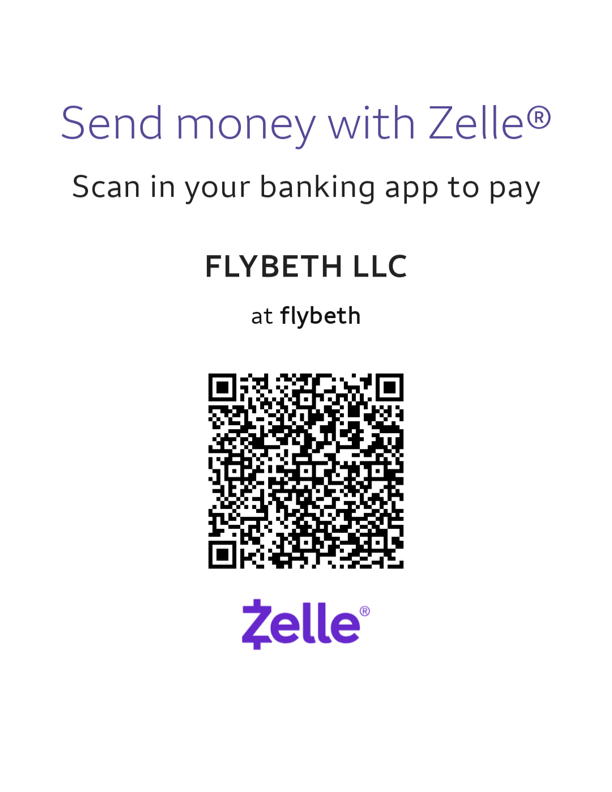 Send money with Zelle®
Scan in your banking app to pay
FLYBETH LLC
at flybeth
Zelle®